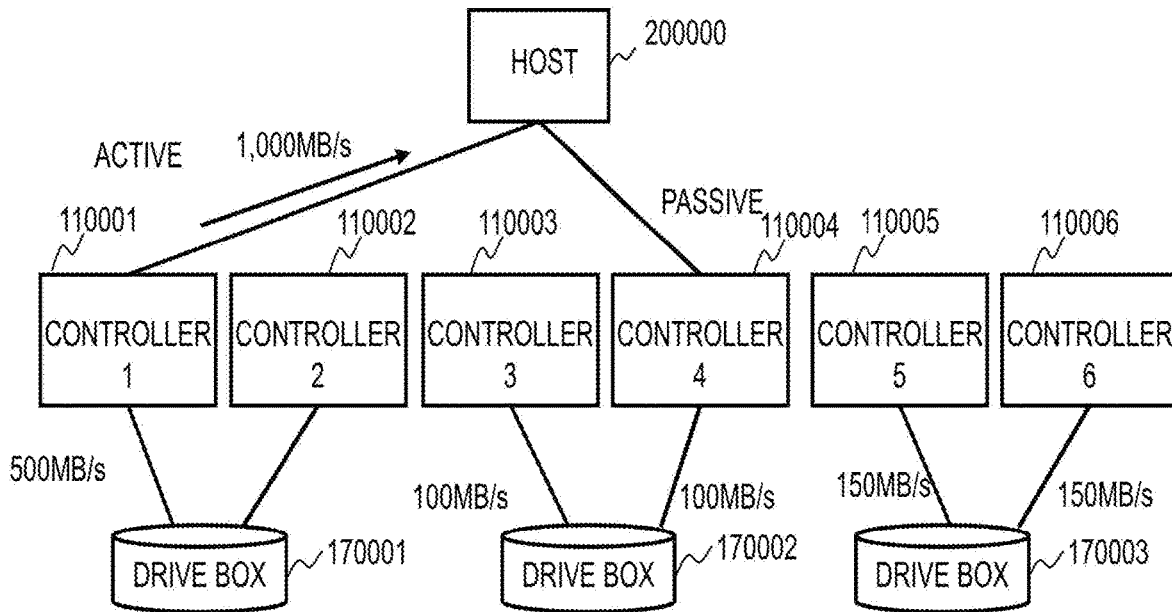 HOST
200000
ACTIVE
1,000MB/s
PASSIVE
110001
110002
110003
110004
110005
110006
CONTROLLER
1
CONTROLLER
2
CONTROLLER
3
CONTROLLER
4
CONTROLLER
5
CONTROLLER
6
500MB/s
100MB/s
100MB/s
150MB/s
150MB/s
DRIVE BOX
170001
DRIVE BOX
170002
DRIVE BOX
170003